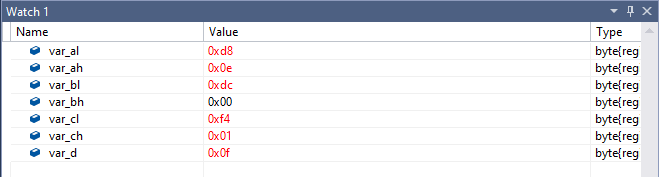 Watch 1
Name Value Type
var_al 0xd8 byte{reg
var_ah 0x0e byte{reg
var_bl 0xdc byte{reg
var_bh 0x00 byte{reg
var_cl 0xf4 byte{reg
var_ch 0x01 byte{reg
var_d 0x0f byte{reg